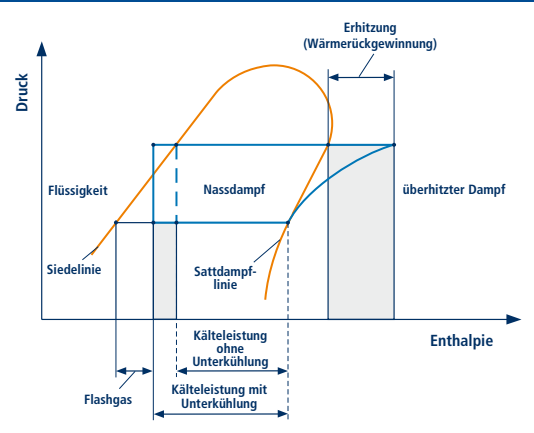 Erhitzung
(Wärmerückgewinnung)
Druck
Flüssigkeit
Nassdampf
überhitzter Dampf
Siedelinie
Sattdampf-
linie
Enthalpie
Kälteleistung
ohne
Unterkühlung
Flashgas
Kälteleistung mit
Unterkühlung